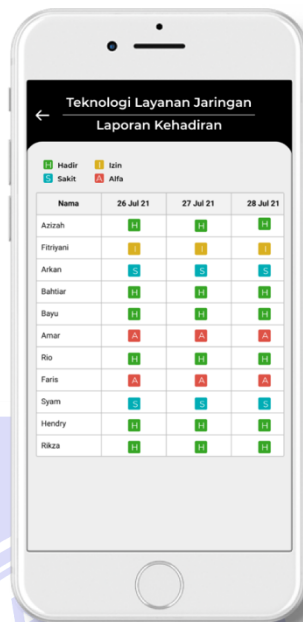 Teknologi Layanan Jaringan
Laporan Kehadiran
H Hadir I Izin
S Sakit A Alfa
Nama 26 Jul 21 27 Jul 21 28 Jul 21
Azizah H H H
Fitriyani I I I
Arkan S S S
Bahtiar H H H
Bayu H H H
Amar A A A
Rio H H H
Faris A A A
Syam S S S
Hendry H H H
Rikza H H H